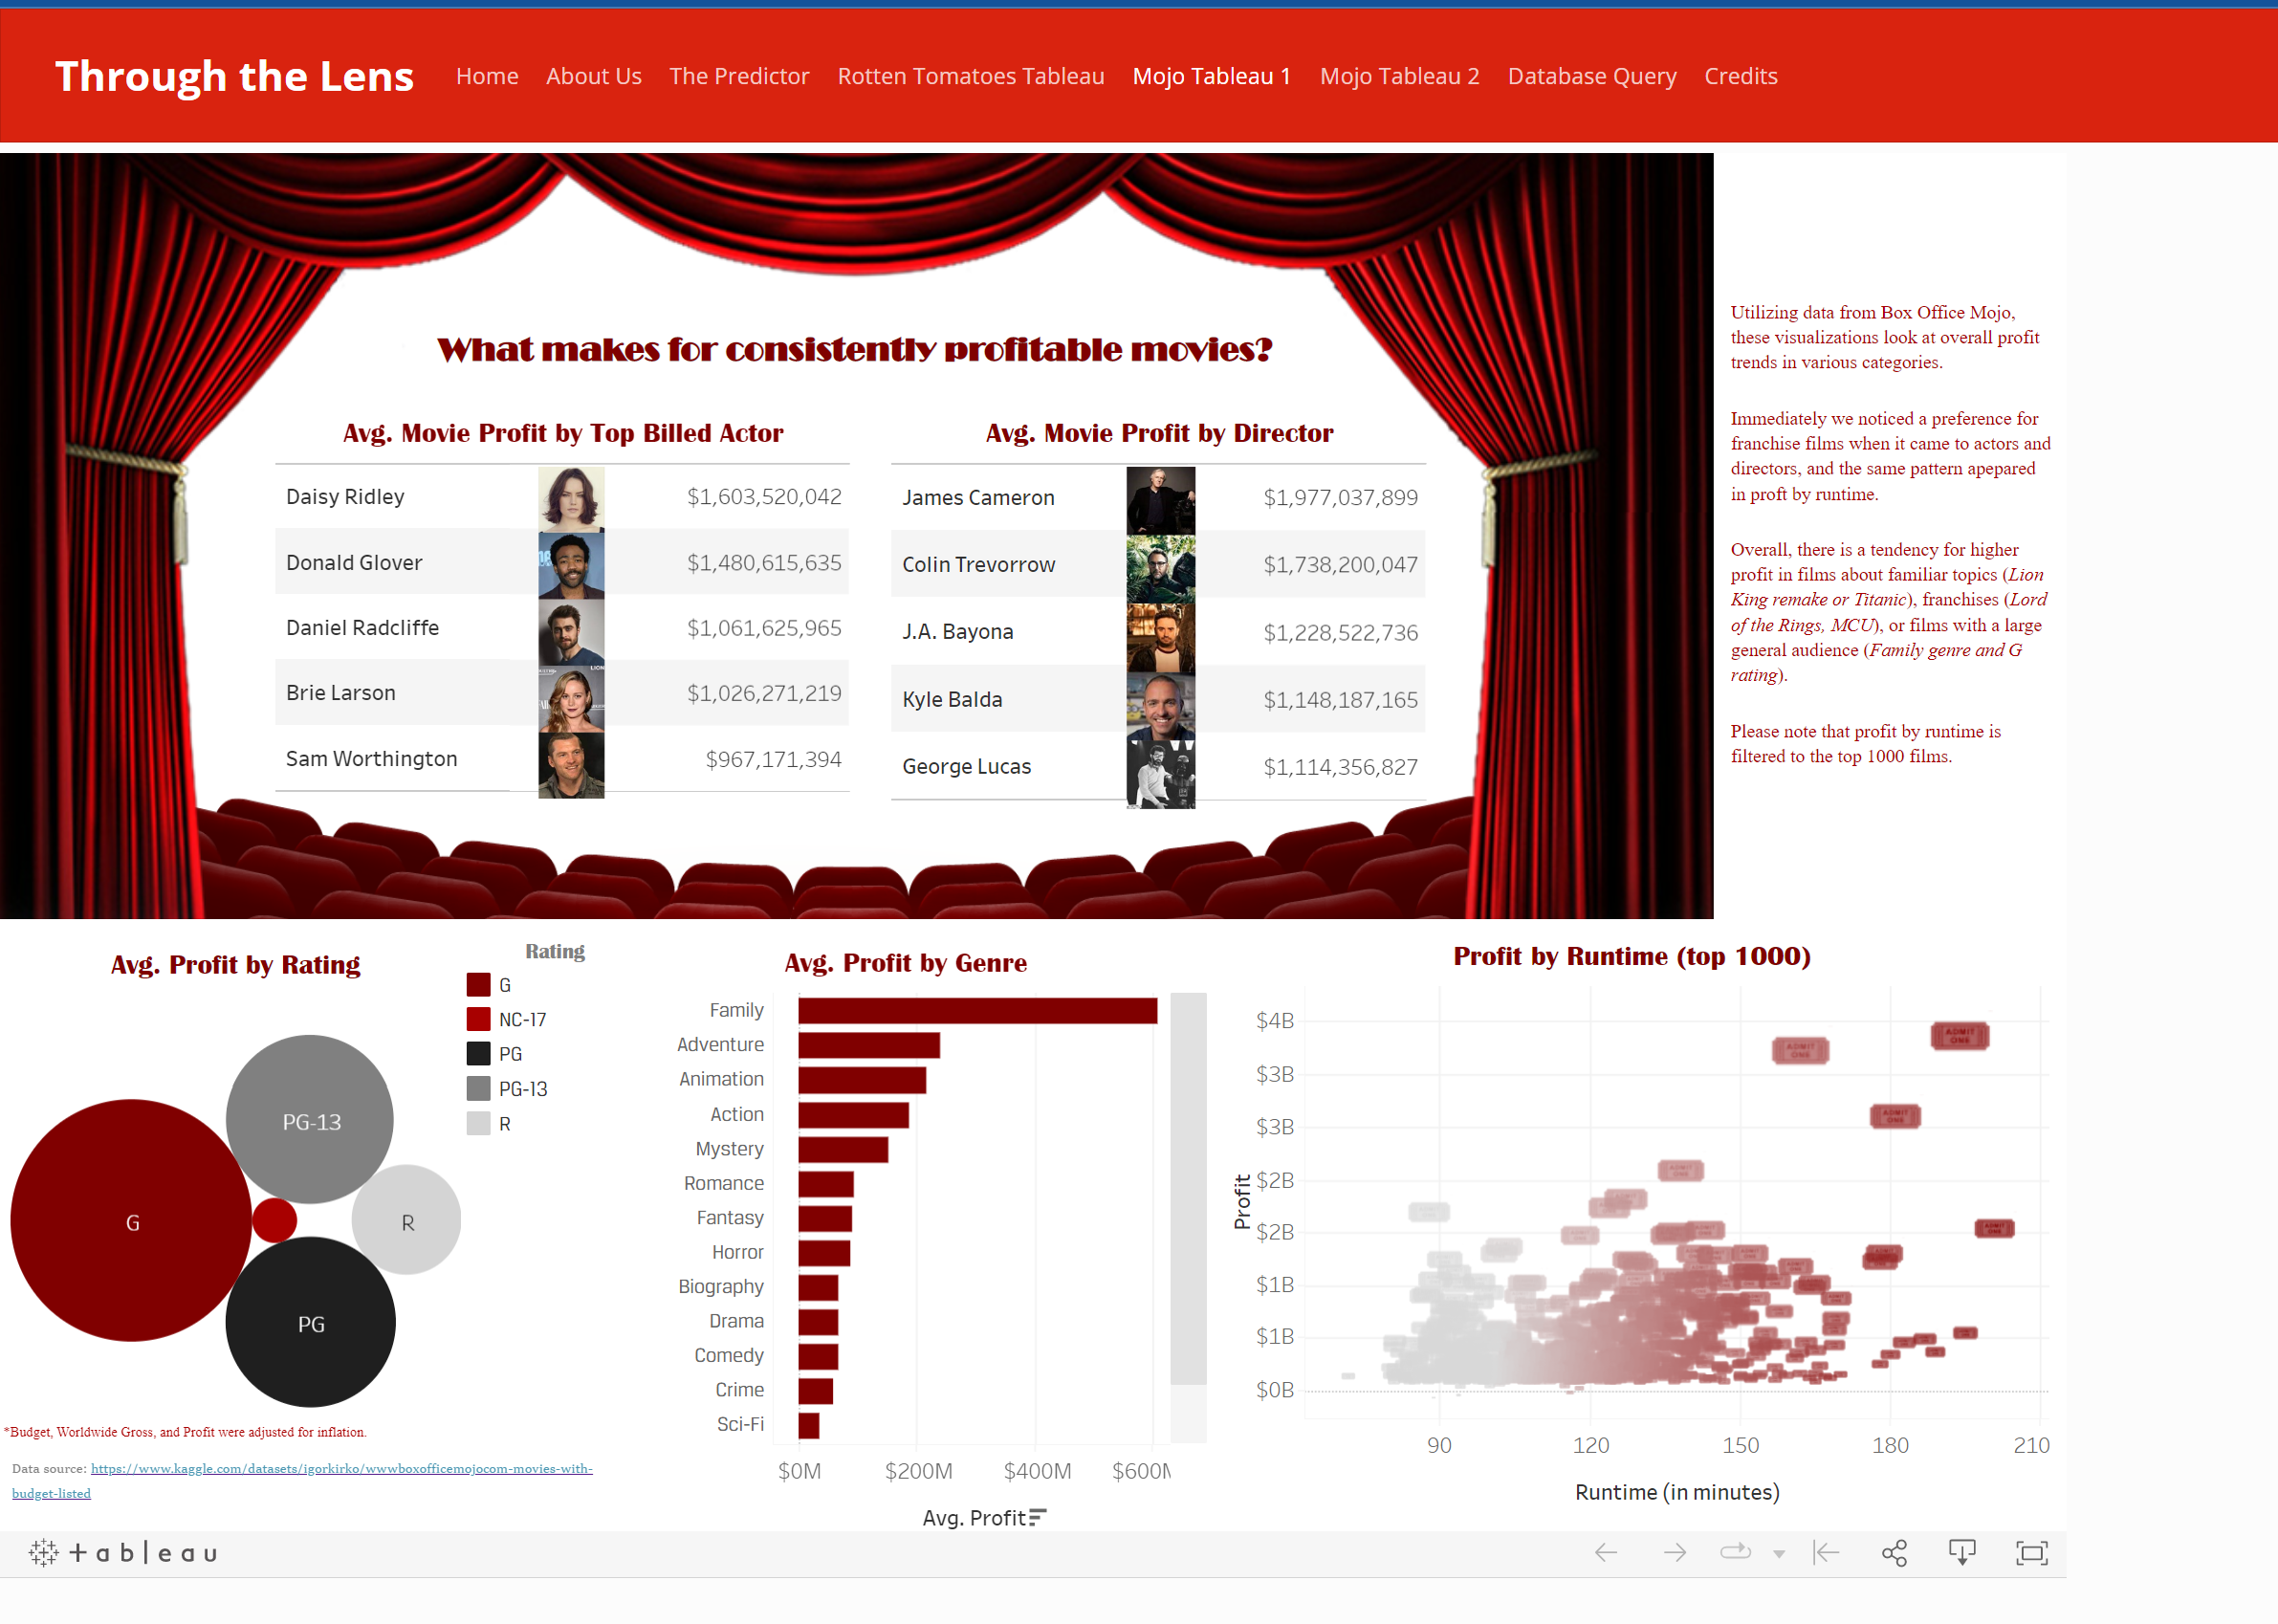 Through the Lens
Home
About Us
The Predictor
Rotten Tomatoes Tableau
Mojo Tableau 1
Mojo Tableau 2
Database Query
Credits
What makes for consistently profitable movies?
Avg. Movie Profit by Top Billed Actor
Daisy Ridley $1,603,520,042
Donald Glover $1,480,615,635
Daniel Radcliffe $1,061,625,965
Brie Larson $1,026,271,219
Sam Worthington $967,171,394
Avg. Movie Profit by Director
James Cameron $1,977,037,899
Colin Trevorrow $1,738,200,047
J.A. Bayona $1,228,522,736
Kyle Balda $1,148,187,165
George Lucas $1,114,356,827
Utilizing data from Box Office Mojo,
these visualizations look at overall profit
trends in various categories.
Immediately we noticed a preference for
franchise films when it came to actors and
directors, and the same pattern apepared
in proft by runtime.
Overall, there is a tendency for higher
profit in films about familiar topics (Lion
King remake or Titanic), franchises (Lord
of the Rings, MCU), or films with a large
general audience (Family genre and G
rating).
Please note that profit by runtime is
filtered to the top 1000 films.
Avg. Profit by Rating
PG-13
G
R
PG
Rating
G
NC-17
PG
PG-13
R
*Budget, Worldwide Gross, and Profit were adjusted for inflation.
Data source: https://www.kaggle.com/datasets/igorkirko/wwwboxofficemojocom-movies-with-
budget-listed
Avg. Profit by Genre
Family
Adventure
Animation
Action
Mystery
Romance
Fantasy
Horror
Biography
Drama
Comedy
Crime
Sci-Fi
$0M $200M $400M $600M
Avg. Profit
Profit by Runtime (top 1000)
Profit
$4B
$3B
$3B
$2B
$2B
$1B
$1B
$0B
ADMIT
ONE
ADMIT
ONE
ADMIT
ONE
90 120 150 180 210
Runtime (in minutes)
+ableau